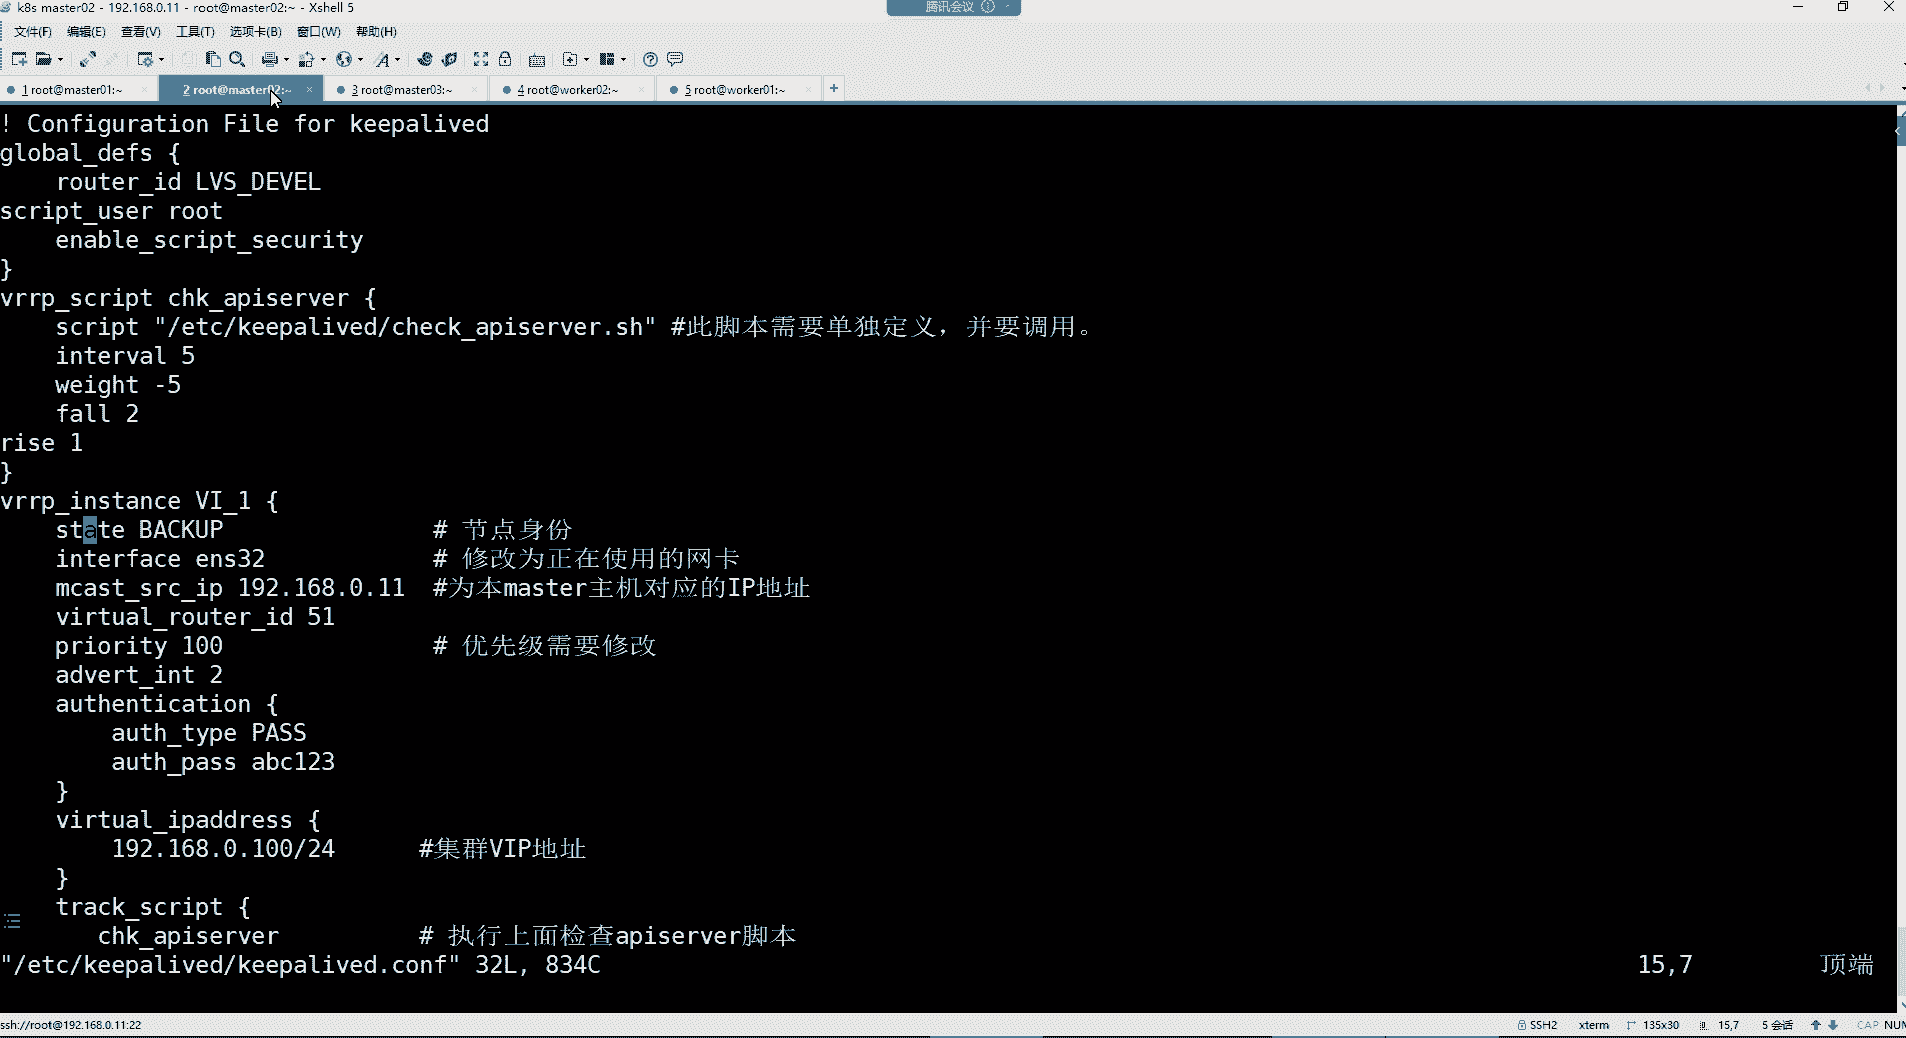 k8s master02 - 192.168.0.11 - root@master02:~ - Xshell 5
腾讯会议
文件(F) 编辑(E) 查看(V) 工具(T) 选项卡(B) 窗口(W) 帮助(H)
1 root@master01:~ 2 root@master02:~ 3 root@master03:~ 4 root@worker02:~ 5 root@worker01:~
! Configuration File for keepalived
global_defs {
    router_id LVS_DEVEL
script_user root
    enable_script_security
}
vrrp_script chk_apiserver {
    script "/etc/keepalived/check_apiserver.sh" #此脚本需要单独定义，并要调用。
    interval 5
    weight -5
    fall 2
rise 1
}
vrrp_instance VI_1 {
    state BACKUP               # 节点身份
    interface ens32            # 修改为正在使用的网卡
    mcast_src_ip 192.168.0.11  #为本master主机对应的IP地址
    virtual_router_id 51
    priority 100               # 优先级需要修改
    advert_int 2
    authentication {
        auth_type PASS
        auth_pass abc123
    }
    virtual_ipaddress {
        192.168.0.100/24      #集群VIP地址
    }
    track_script {
       chk_apiserver          # 执行上面检查apiserver脚本
"/etc/keepalived/keepalived.conf" 32L, 834C 15,7 顶端
ssh://root@192.168.0.11:22 SSH2 xterm 135x30 15,7 5 会话 CAP NUM